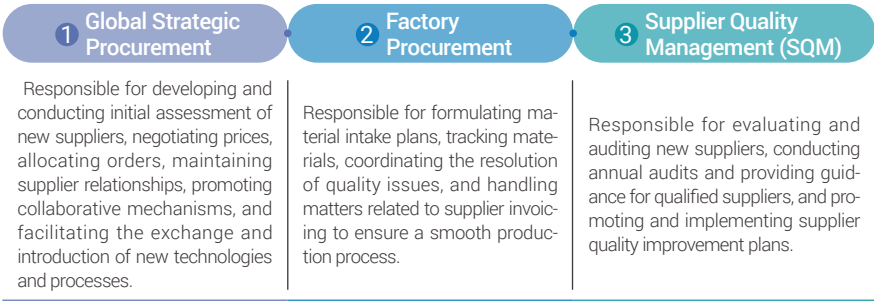 1 Global Strategic
Procurement
Responsible for developing and
conducting initial assessment of
new suppliers, negotiating prices,
allocating orders, maintaining
supplier relationships, promoting
collaborative mechanisms, and
facilitating the exchange and
introduction of new technologies
and processes.
2 Factory
Procurement
Responsible for formulating ma-
terial intake plans, tracking mate-
rials, coordinating the resolution
of quality issues, and handling
matters related to supplier invoic-
ing to ensure a smooth produc-
tion process.
3 Supplier Quality
Management (SQM)
Responsible for evaluating and
auditing new suppliers, conducting
annual audits and providing guid-
ance for qualified suppliers, and pro-
moting and implementing supplier
quality improvement plans.